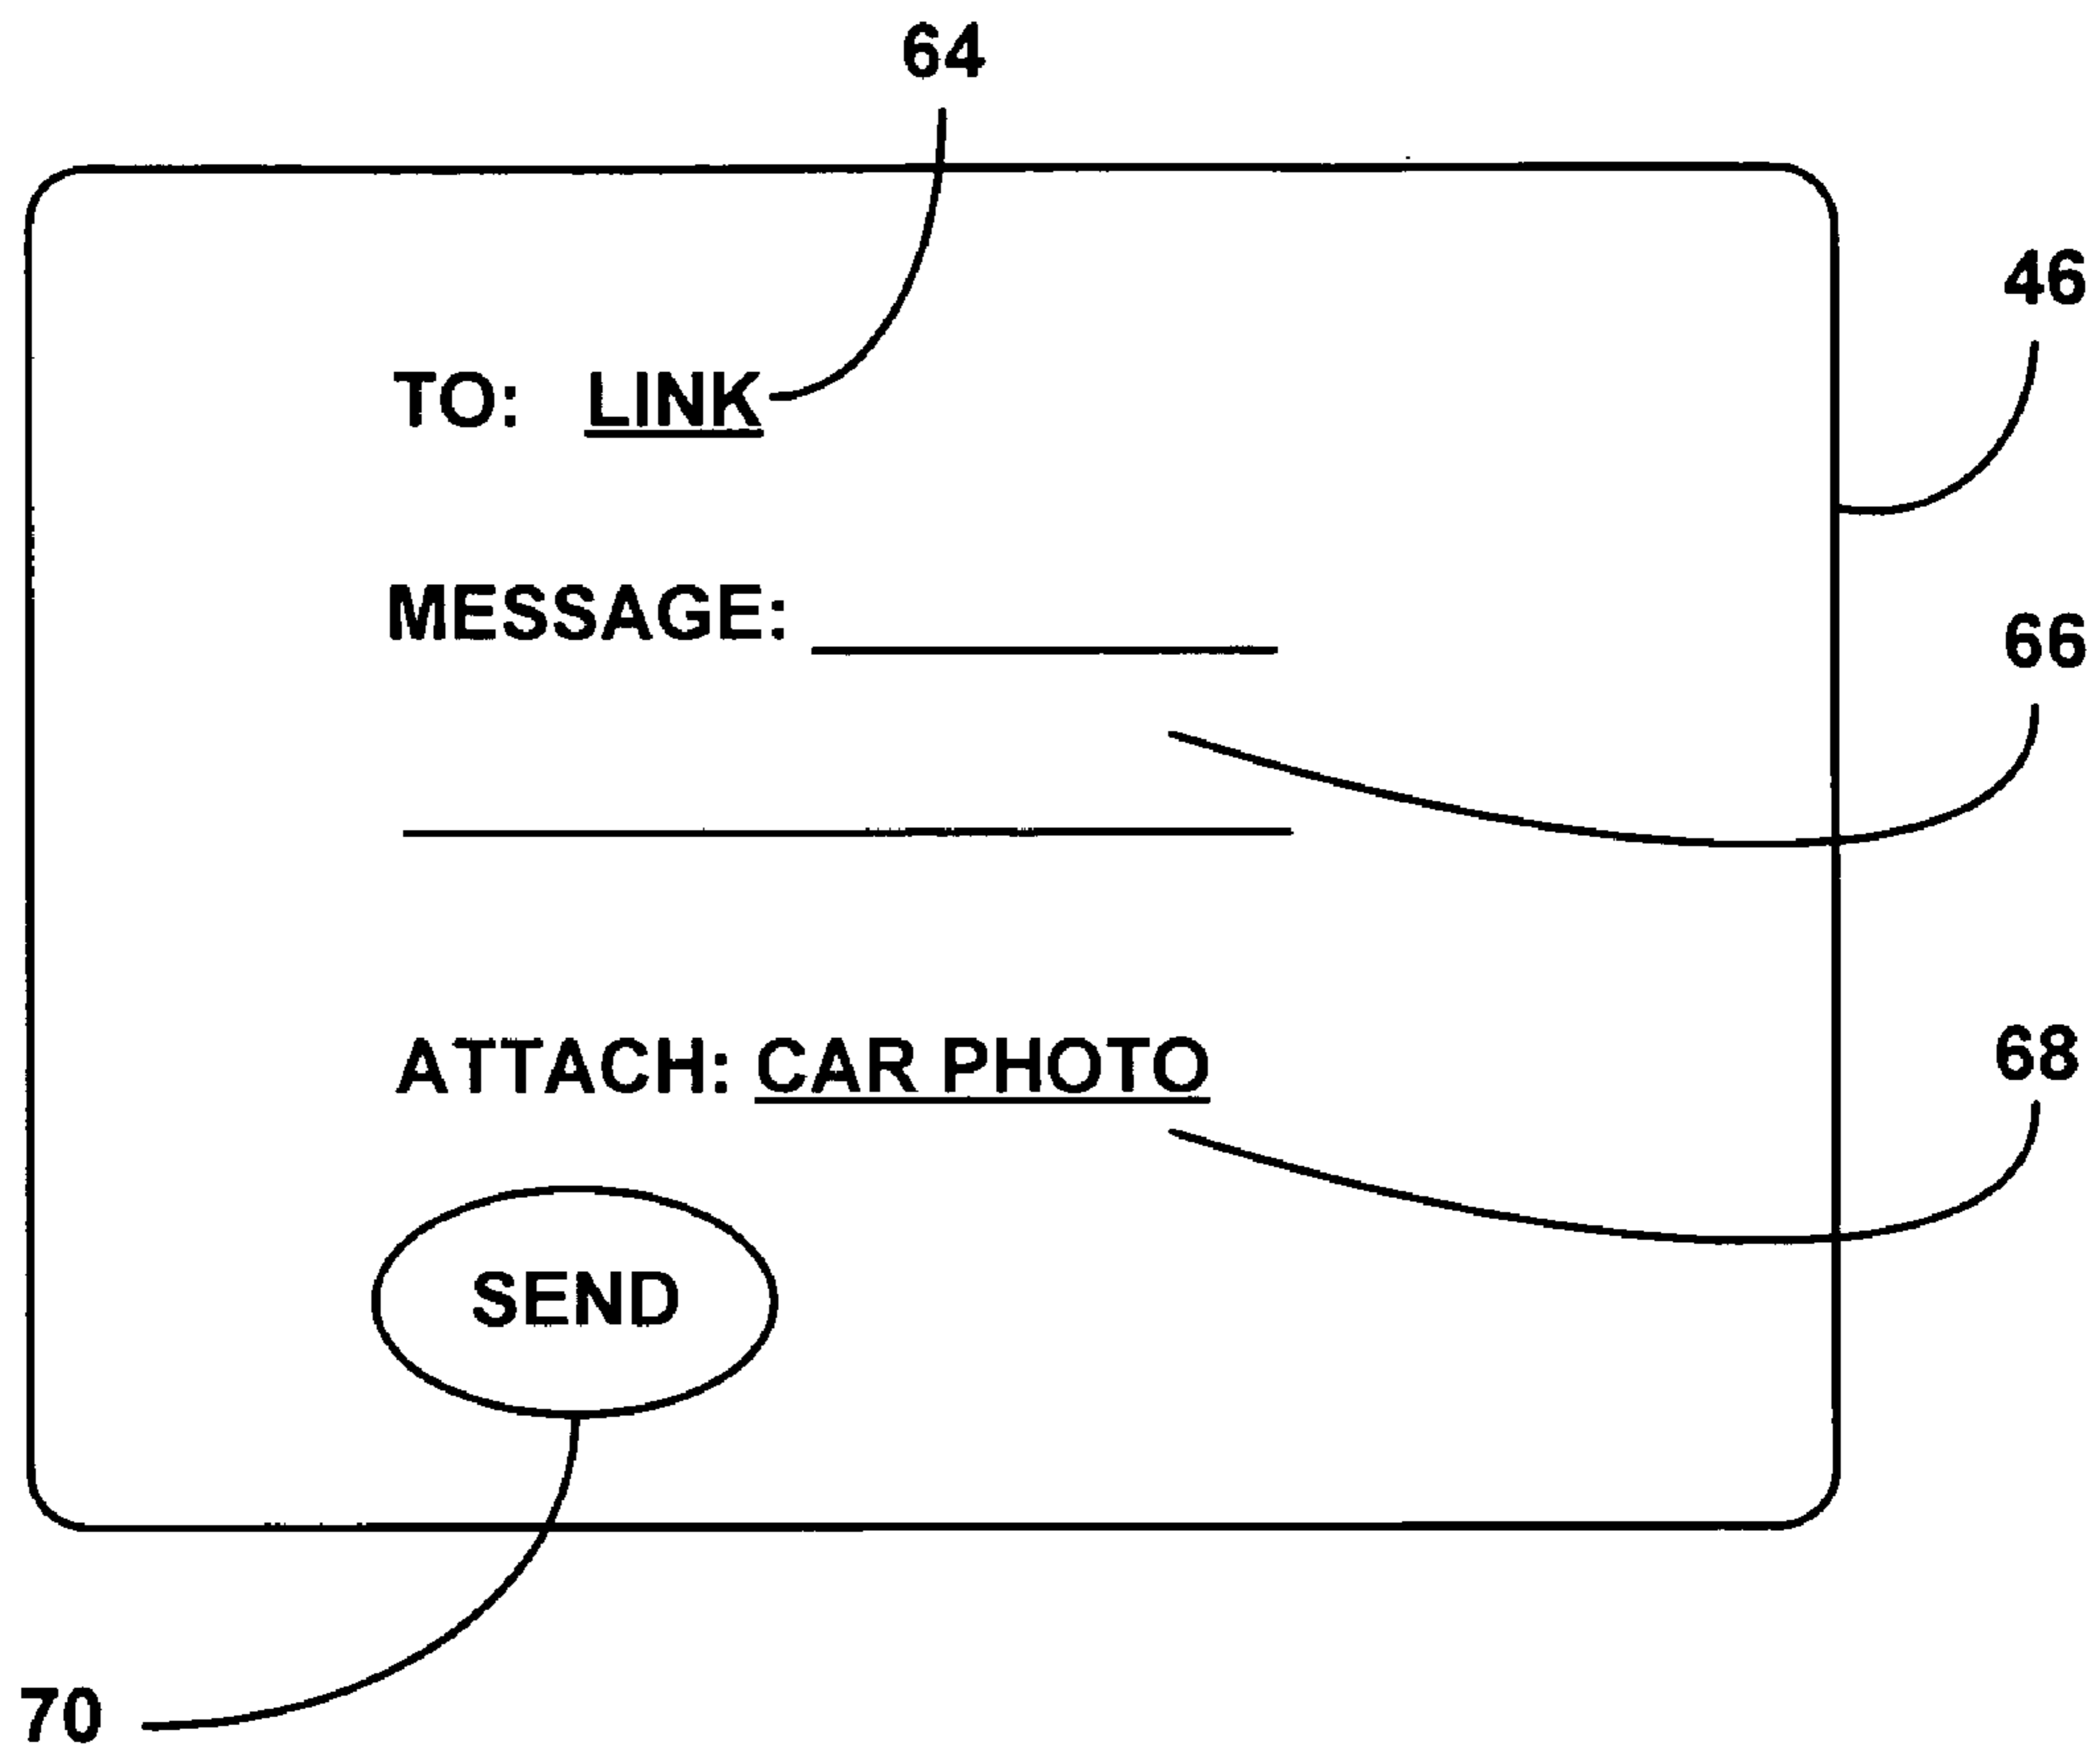 64
46
TO: LINK
MESSAGE:
66
ATTACH: CAR PHOTO
68
SEND
70